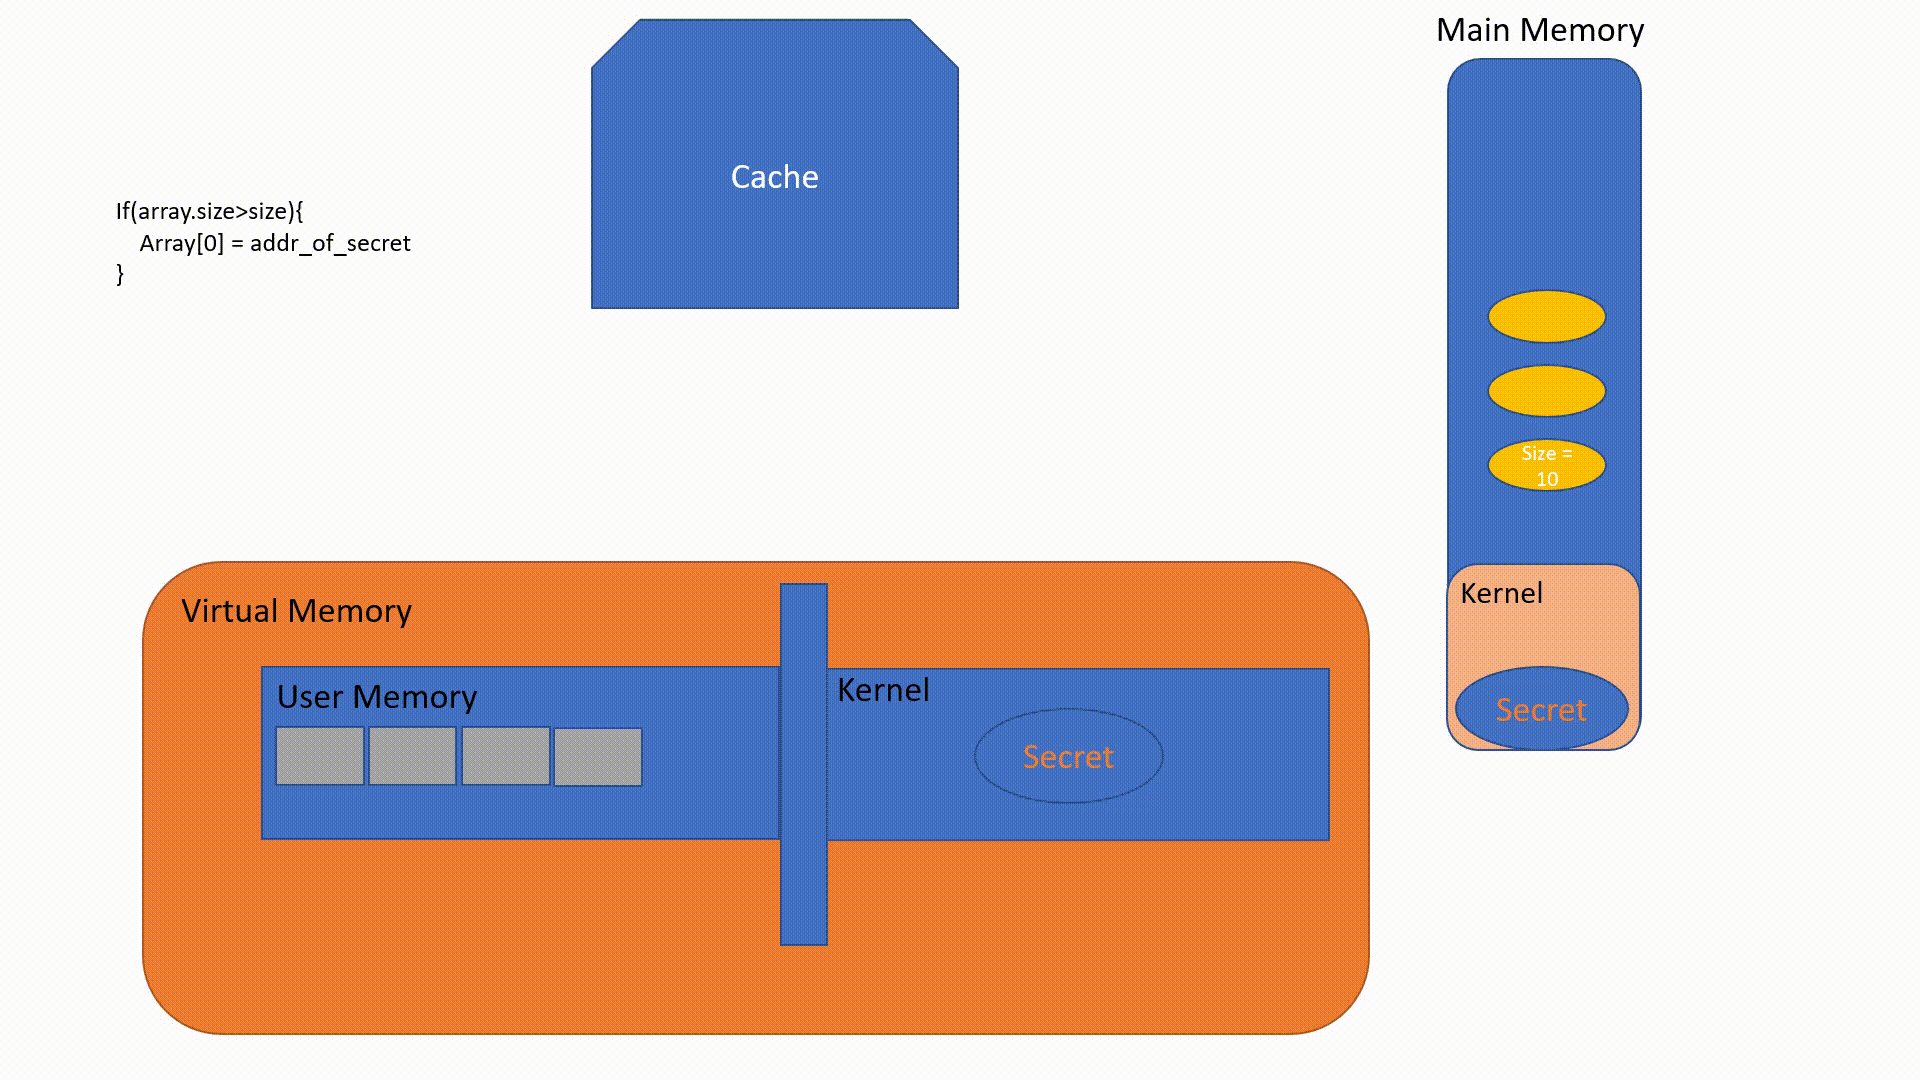 Main Memory
Cache
If(array.size>size){
Array[0] = addr_of_secret
}
Size =
10
Kernel
Secret
Virtual Memory
User Memory
Kernel
Secret